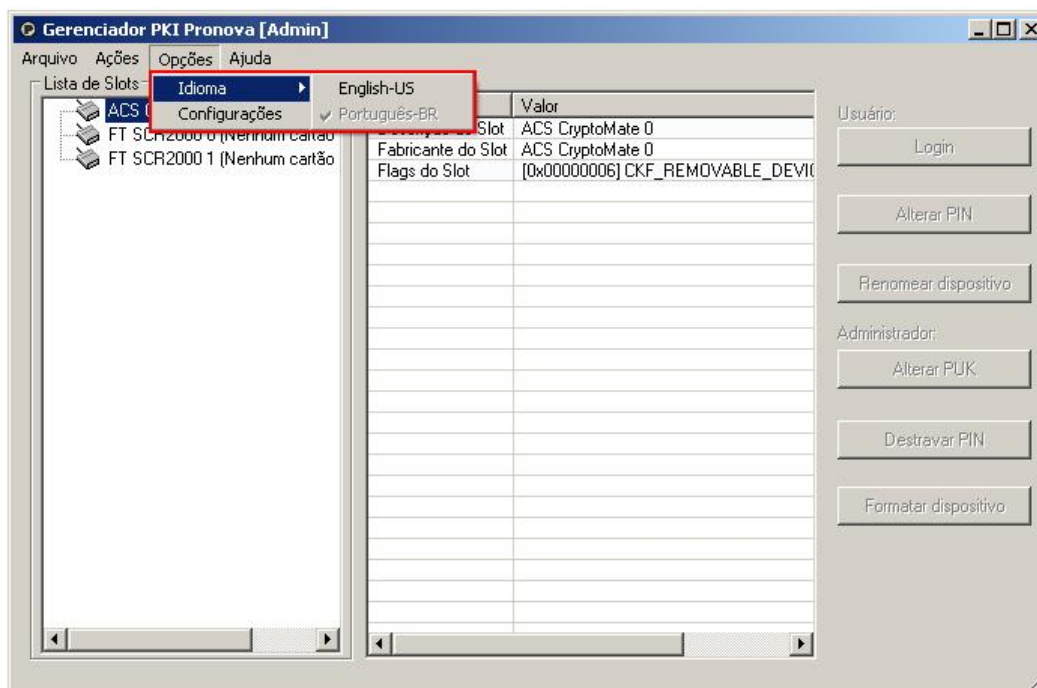 Gerenciador PKI Pronova [Admin]
Arquivo Ações Opções Ajuda
Lista de Slots
Idioma
Configurações
English-US
Português-BR
ACS
FT SCR2000 0 (Nenhum cartão
FT SCR2000 1 (Nenhum cartão
Valor
Slot ACS CryptoMate 0
Fabricante do Slot ACS CryptoMate 0
Flags do Slot [0x00000006] CKF_REMOVABLE_DEVI
Usuário:
Login
Alterar PIN
Renomear dispositivo
Administrador:
Alterar PUK
Destravar PIN
Formatar dispositivo